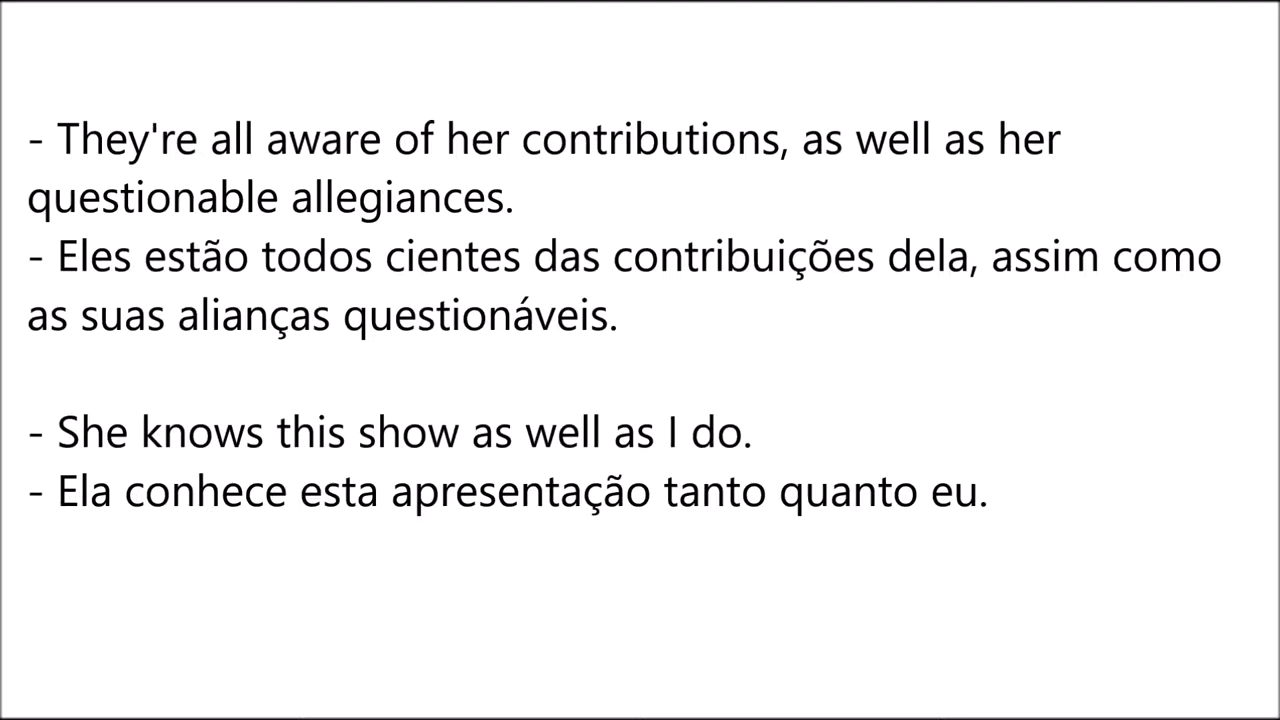 - They're all aware of her contributions, as well as her
questionable allegiances.
- Eles estão todos cientes das contribuições dela, assim como
as suas alianças questionáveis.
- She knows this show as well as I do.
- Ela conhece esta apresentação tanto quanto eu.